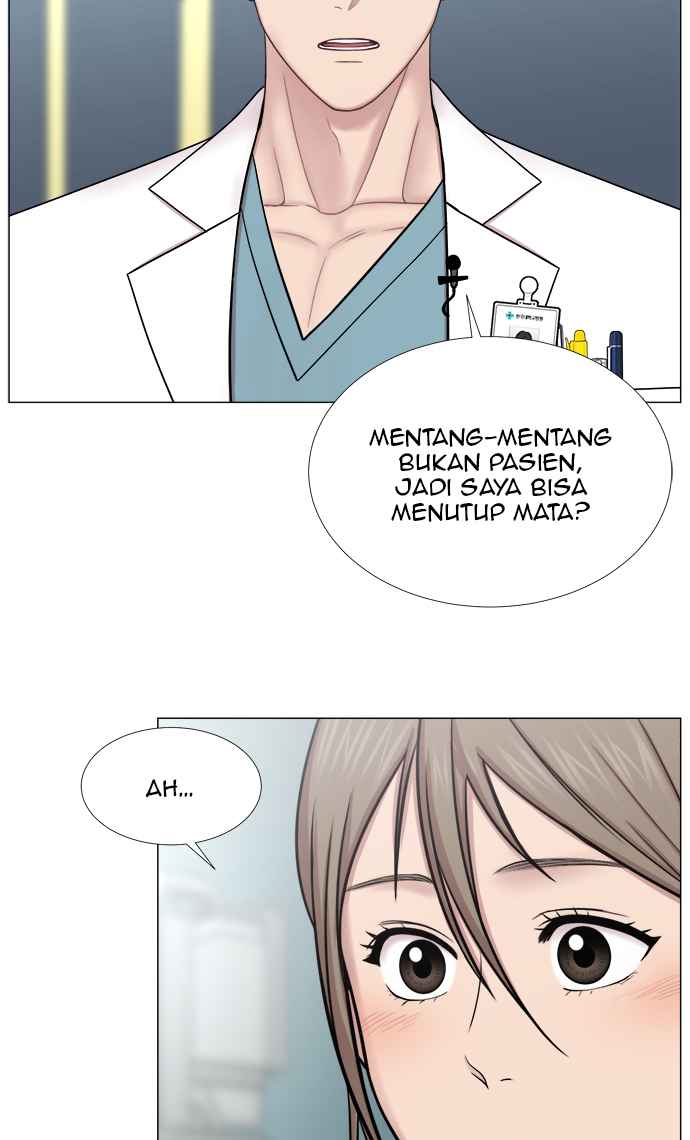 MENTANG-MENTANG
BUKAN PASIEN,
JADI SAYA BISA
MENUTUP MATA?
AH...